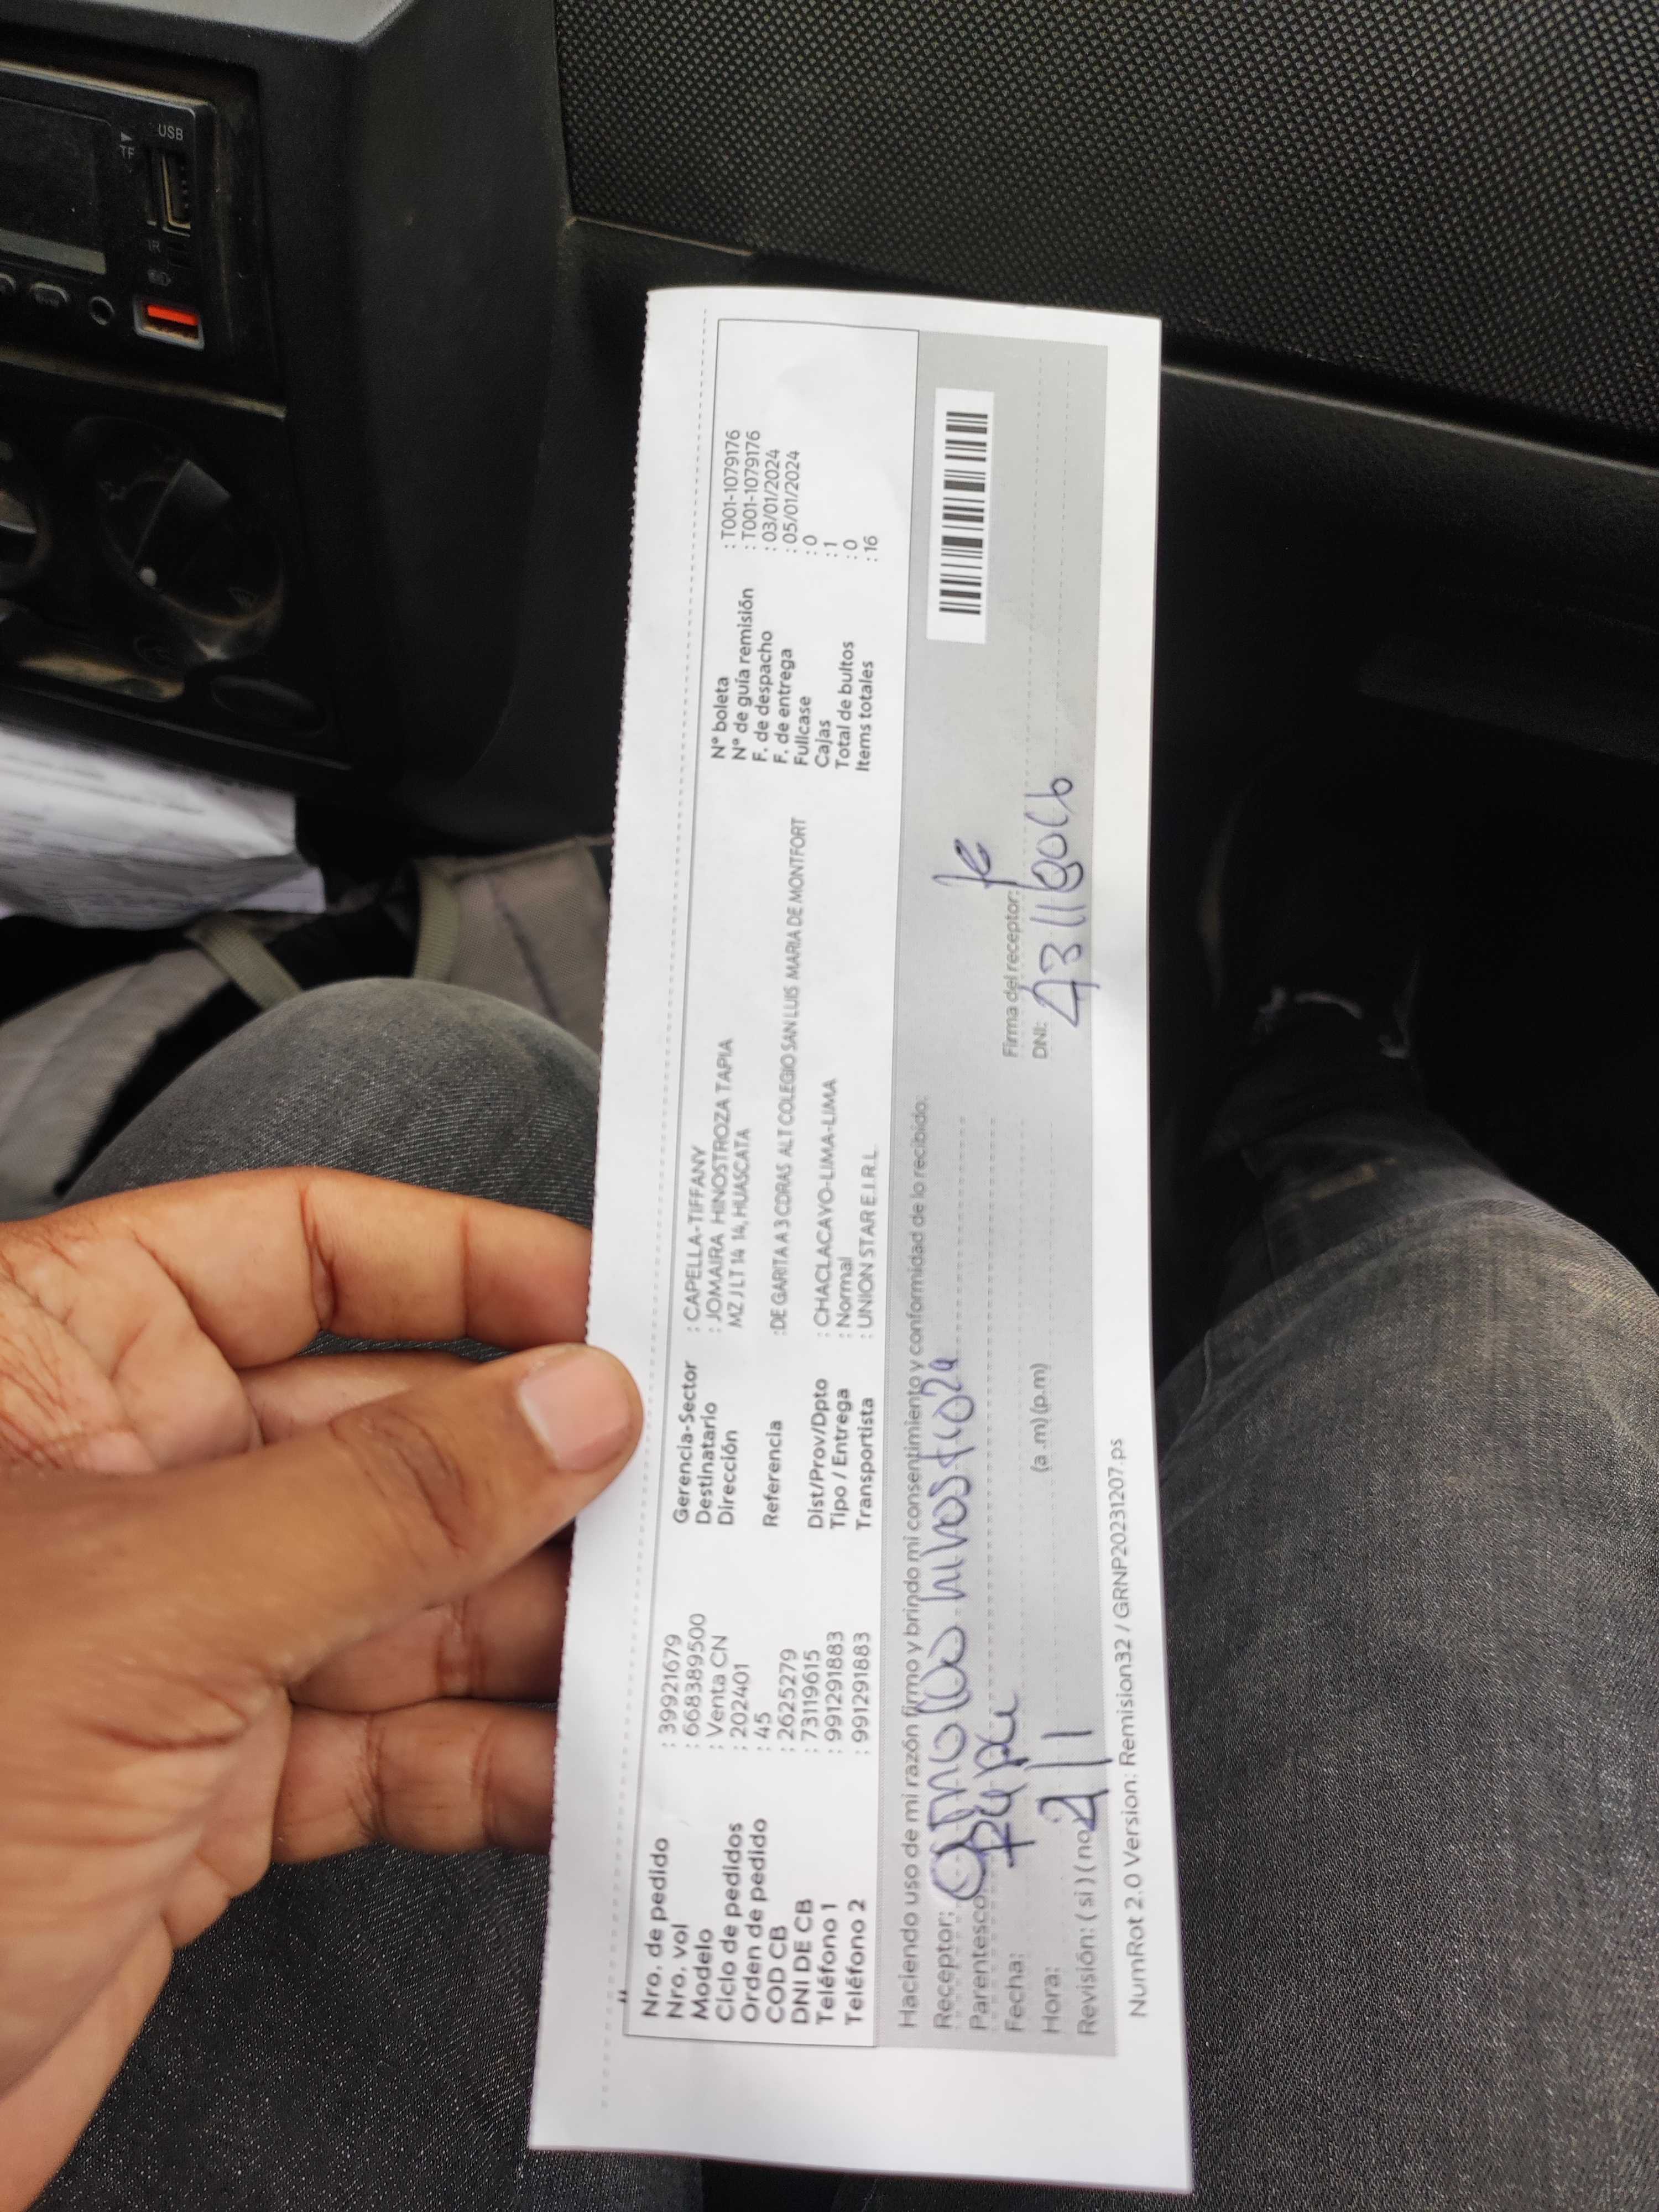 USB
TF
IR
Nro. de pedido : 39921679
Nro. vol : 668389500
Modelo : Venta CN
Ciclo de pedidos : 202401
Orden de pedido : 45
COD CB : 2625279
DNI DE CB : 73119615
Teléfono 1 : 991291883
Teléfono 2 : 991291883
Gerencia-Sector : CAPELLA-TIFFANY
Destinatario : JOMAIRA HINOSTROZA TAPIA
Dirección MZ J LT 14 14, HUASCATA
Referencia :DE GARITA A 3 CDRAS ALT COLEGIO SAN LUIS MARIA DE MONTFORT
Dist/Prov/Dpto : CHACLACAYO-LIMA-LIMA
Tipo / Entrega : Normal
Transportista : UNION STAR E.I.R.L
N° boleta : T001-1079176
N° de guía remisión : T001-1079176
F. de despacho : 03/01/2024
F. de entrega : 05/01/2024
Fullcase : 0
Cajas : 1
Total de bultos : 0
Items totales : 16
Haciendo uso de mi razón firmo y brindo mi consentimiento y conformidad de lo recibido:
Receptor: hinostroza
Parentesco:
Fecha:
Hora: (a .m) (p.m)
Revisión: ( si ) ( no
Firma del receptor:
DNI:
NumRot 2.0 Version: Remision32 / GRNP20231207.ps